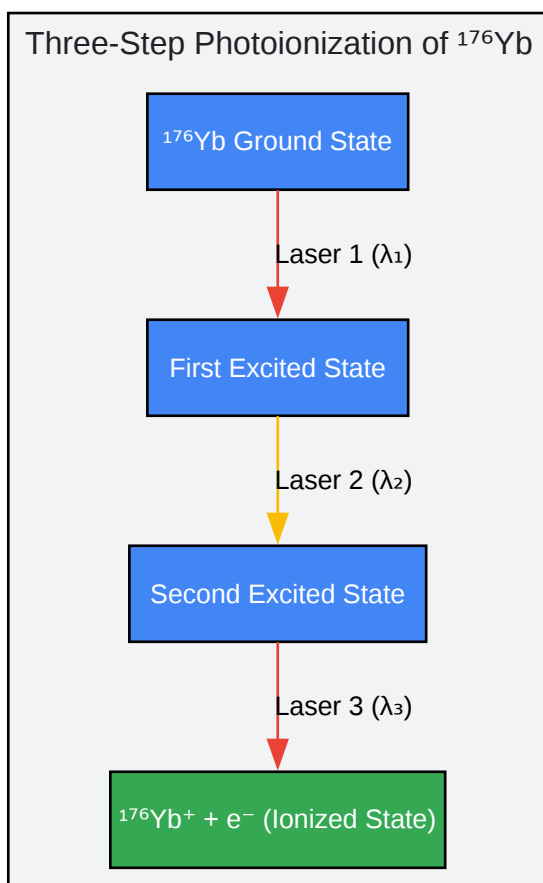 Three-Step Photoionization of ¹⁷⁶Yb
¹⁷⁶Yb Ground State
Laser 1 (λ₁)
First Excited State
Laser 2 (λ₂)
Second Excited State
Laser 3 (λ₃)
¹⁷⁶Yb⁺ + e⁻ (Ionized State)